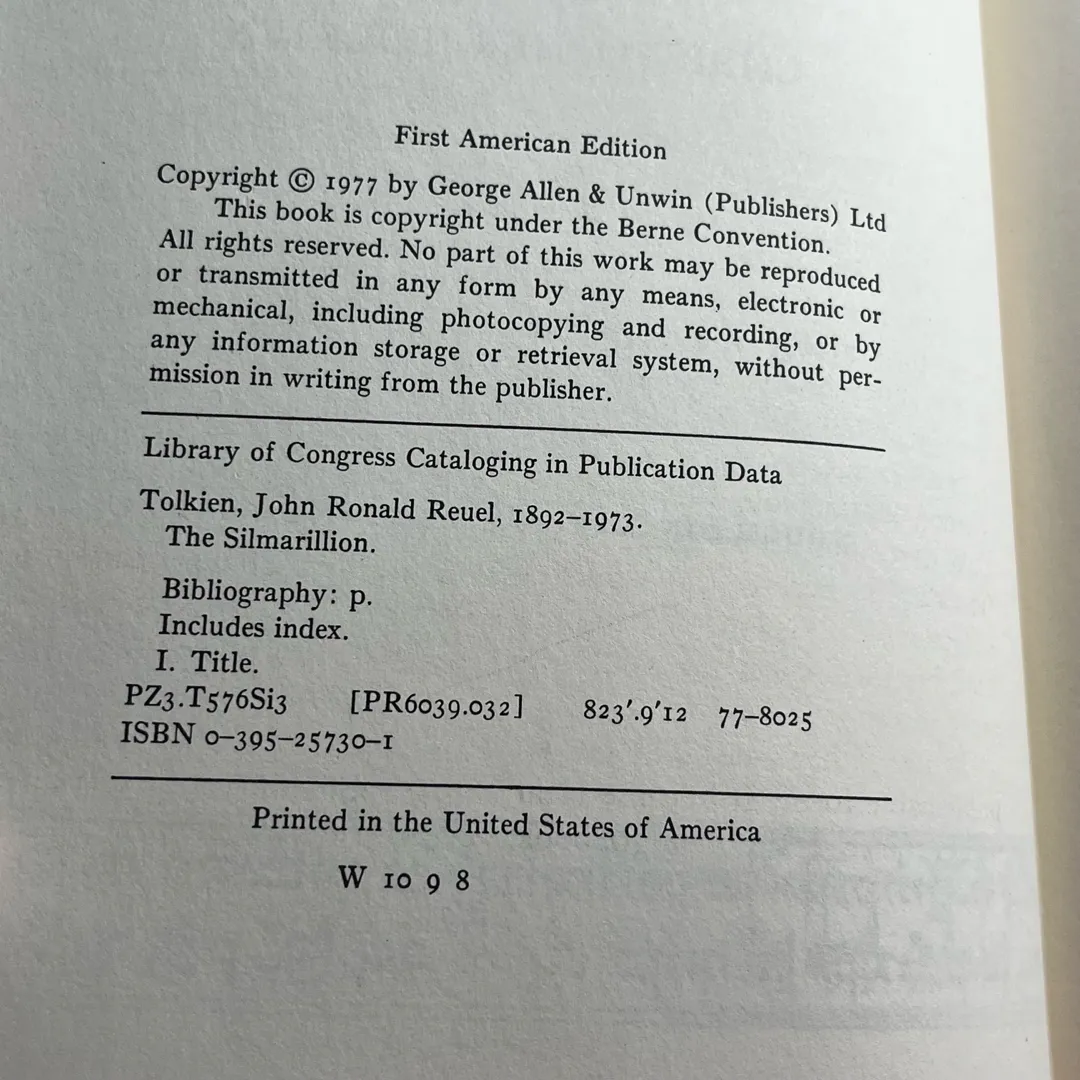 First American Edition
Copyright © 1977 by George Allen & Unwin (Publishers) Ltd
This book is copyright under the Berne Convention.
All rights reserved. No part of this work may be reproduced
or transmitted in any form by any means, electronic or
mechanical, including photocopying and recording, or by
any information storage or retrieval system, without per-
mission in writing from the publisher.
Library of Congress Cataloging in Publication Data
Tolkien, John Ronald Reuel, 1892–1973.
The Silmarillion.
Bibliography: p.
Includes index.
I. Title.
PZ3.T576Si3 [PR6039.032] 823'.9'12 77–8025
ISBN 0–395–25730–1
Printed in the United States of America
W 10 9 8